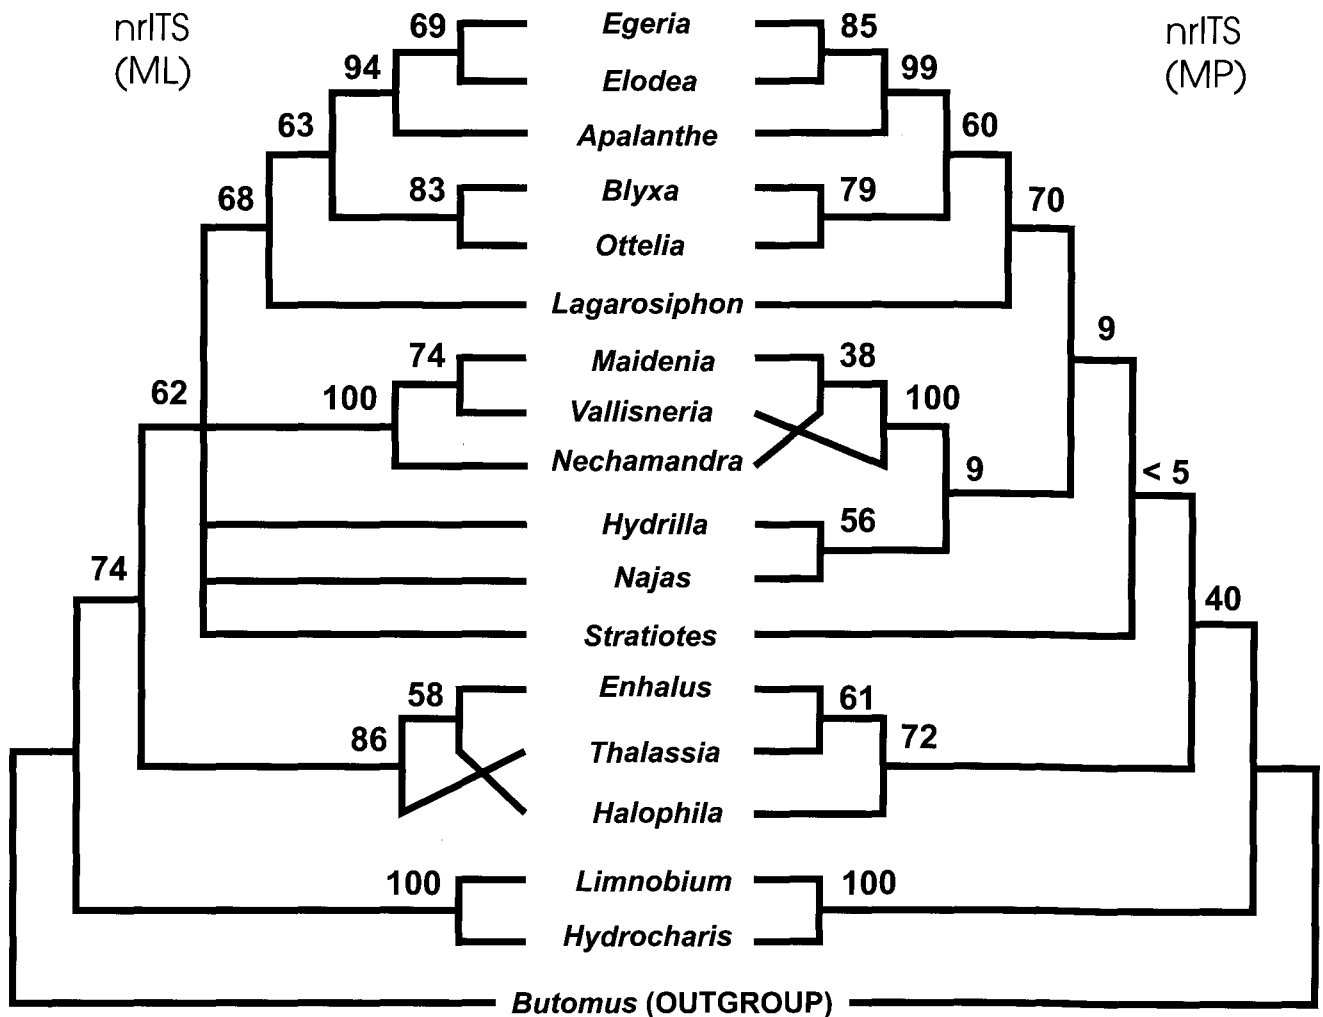 nrITS
(ML)
nrITS
(MP)
69
Egeria
85
94
Elodea
99
63
Apalanthe
60
68
83
Blyxa
79
70
Ottelia
Lagarosiphon
9
74
Maidenia
38
62
100
Vallisneria
100
Nechamandra
9
< 5
Hydrilla
56
74
Najas
40
Stratiotes
58
Enhalus
61
86
Thalassia
72
Halophila
100
Limnobium
100
Hydrocharis
Butomus (OUTGROUP)